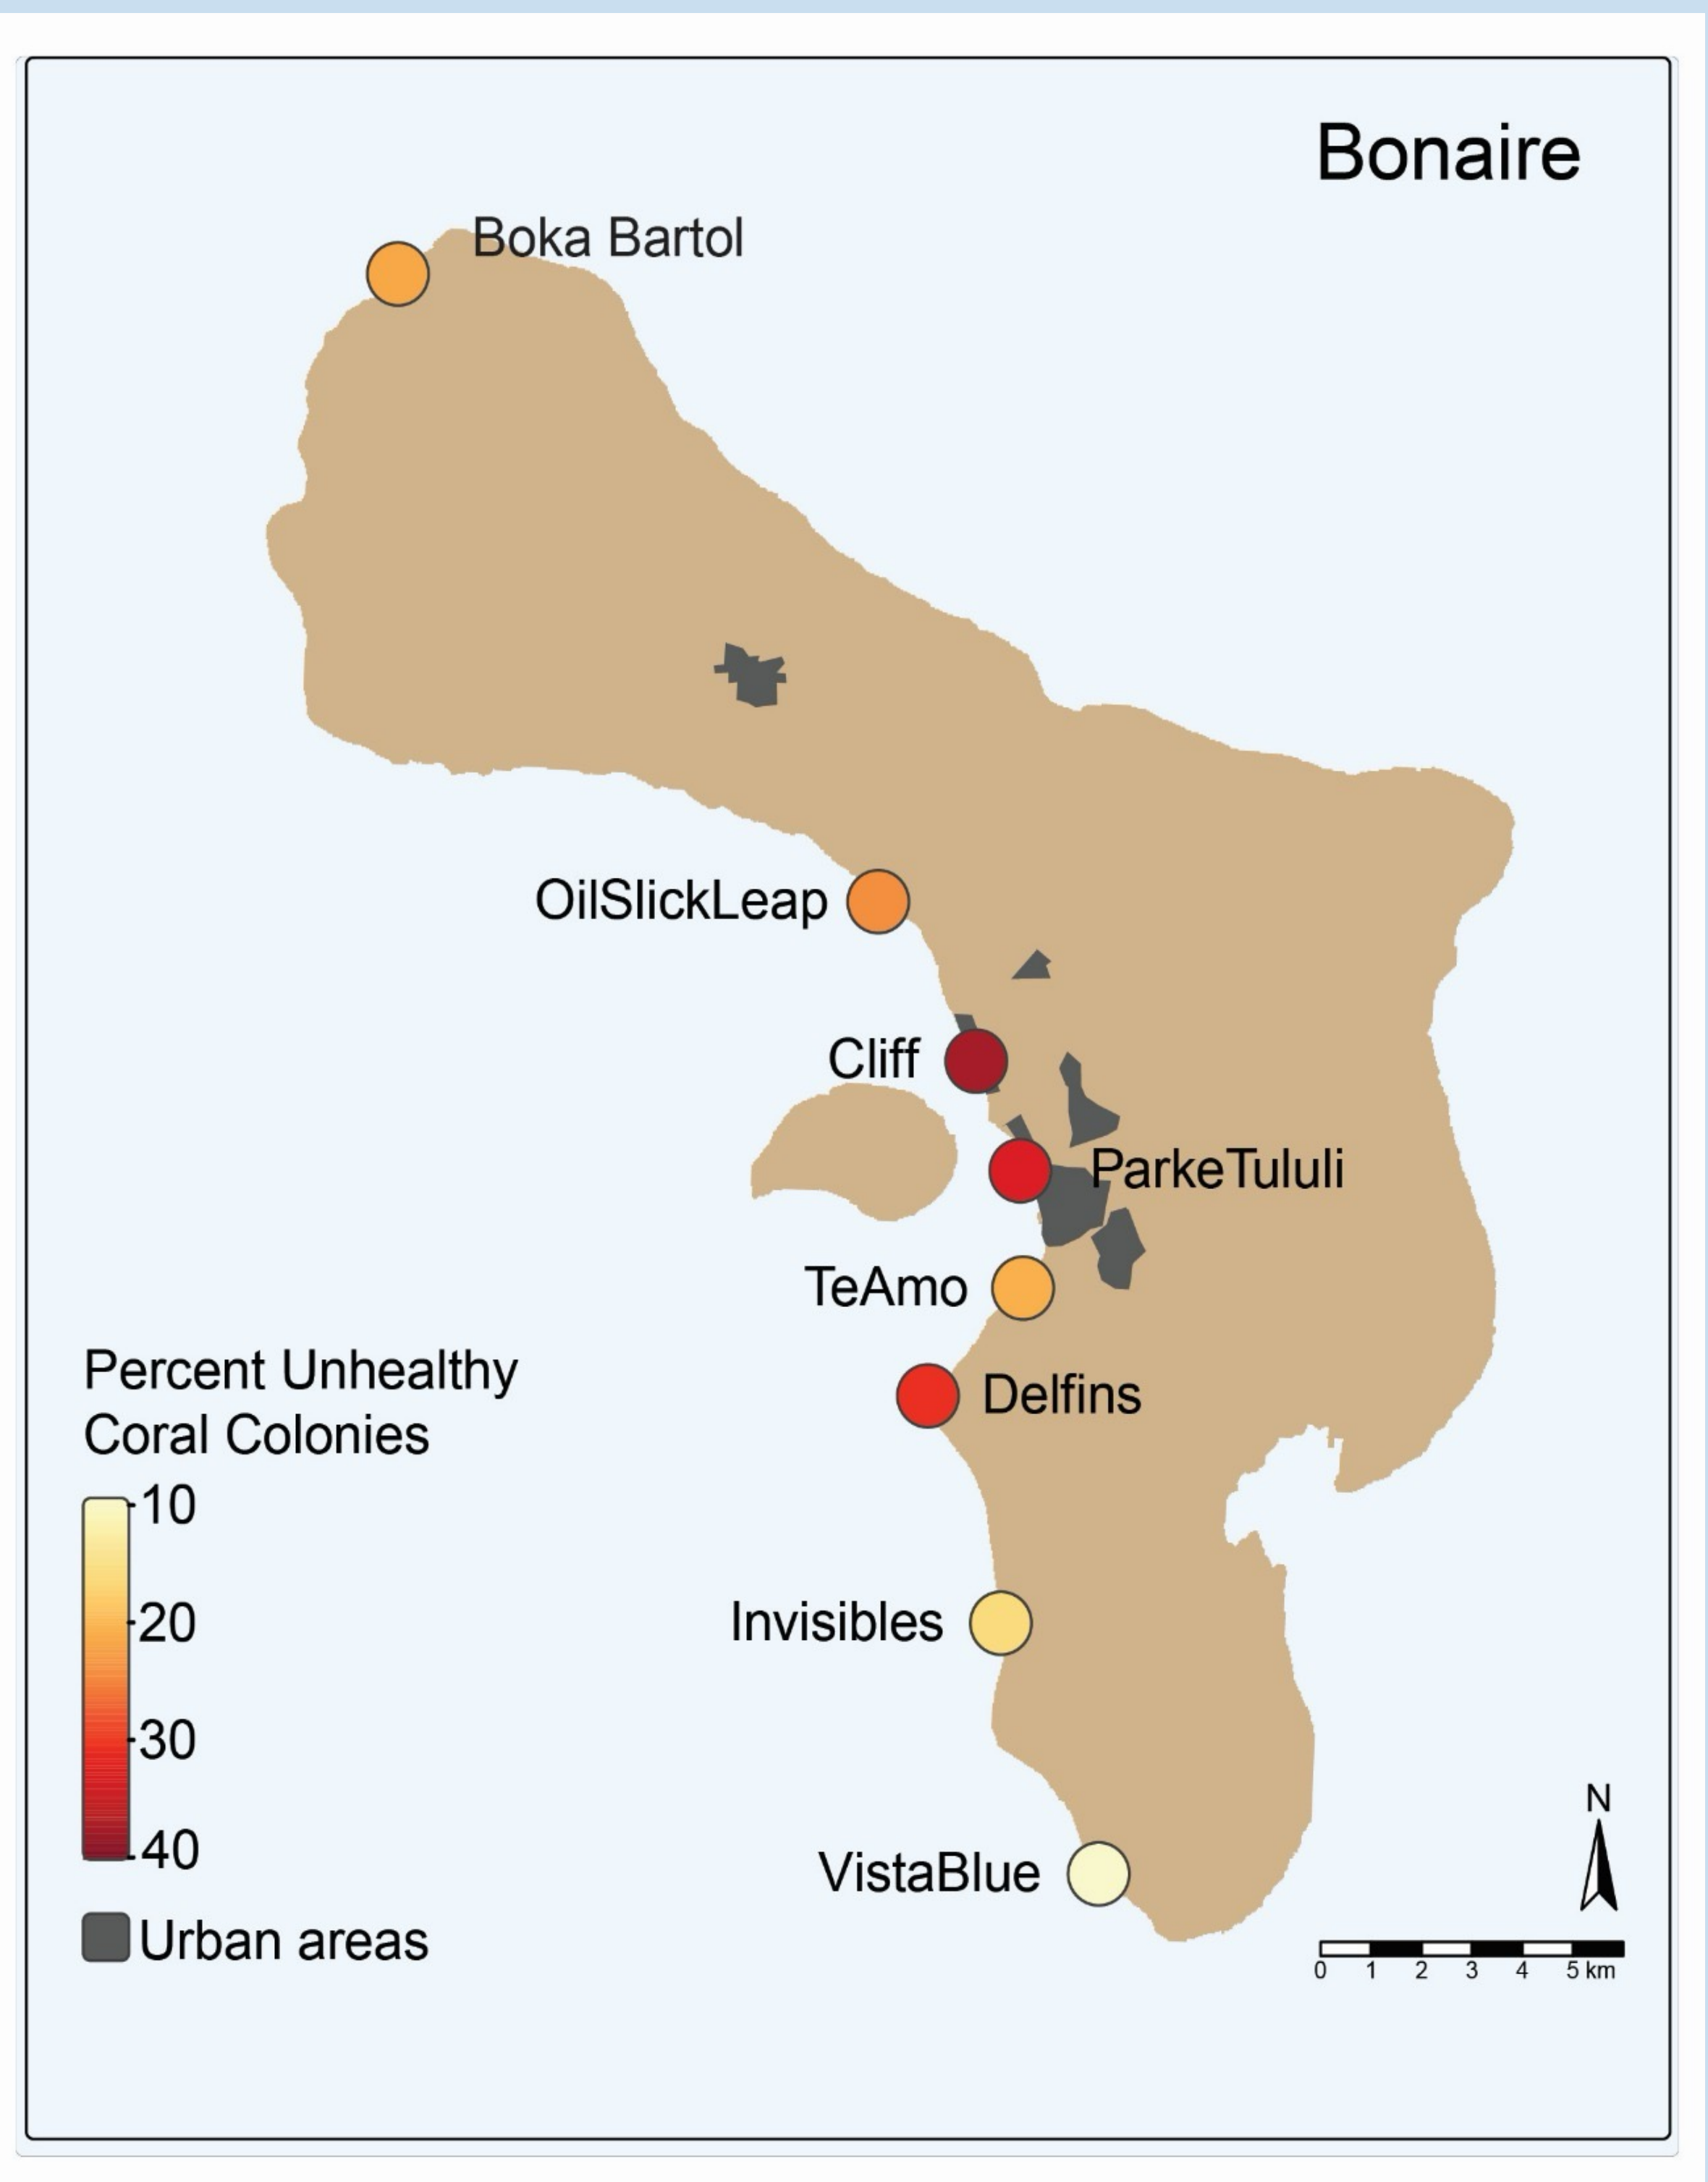 Bonaire
Boka Bartol
OilSlickLeap
Cliff
ParkeTululi
TeAmo
Delfins
Invisibles
VistaBlue
Percent Unhealthy
Coral Colonies
10
20
30
40
Urban areas
N
0 1 2 3 4 5 km